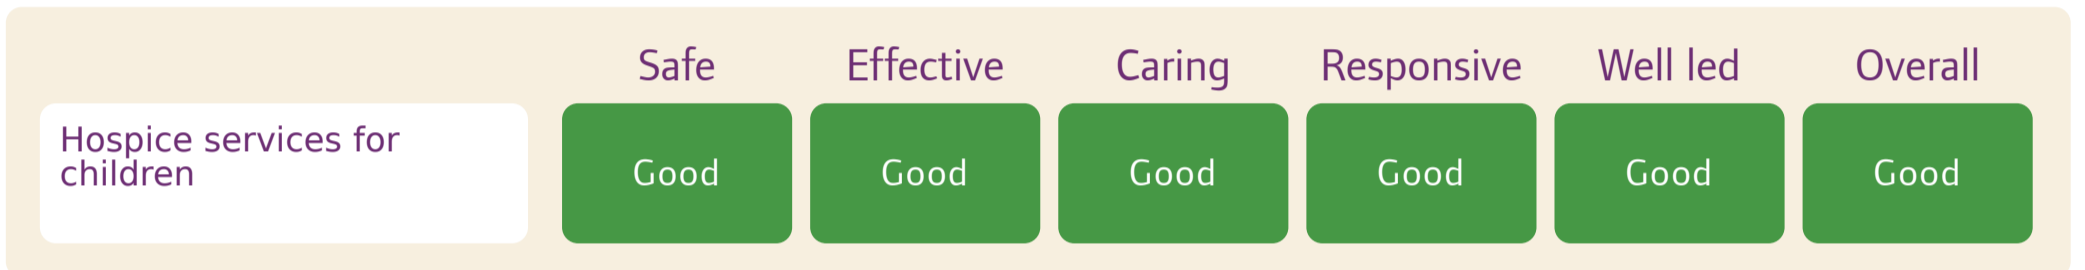 Safe Effective Caring Responsive Well led Overall
Hospice services for
children
Good Good Good Good Good Good